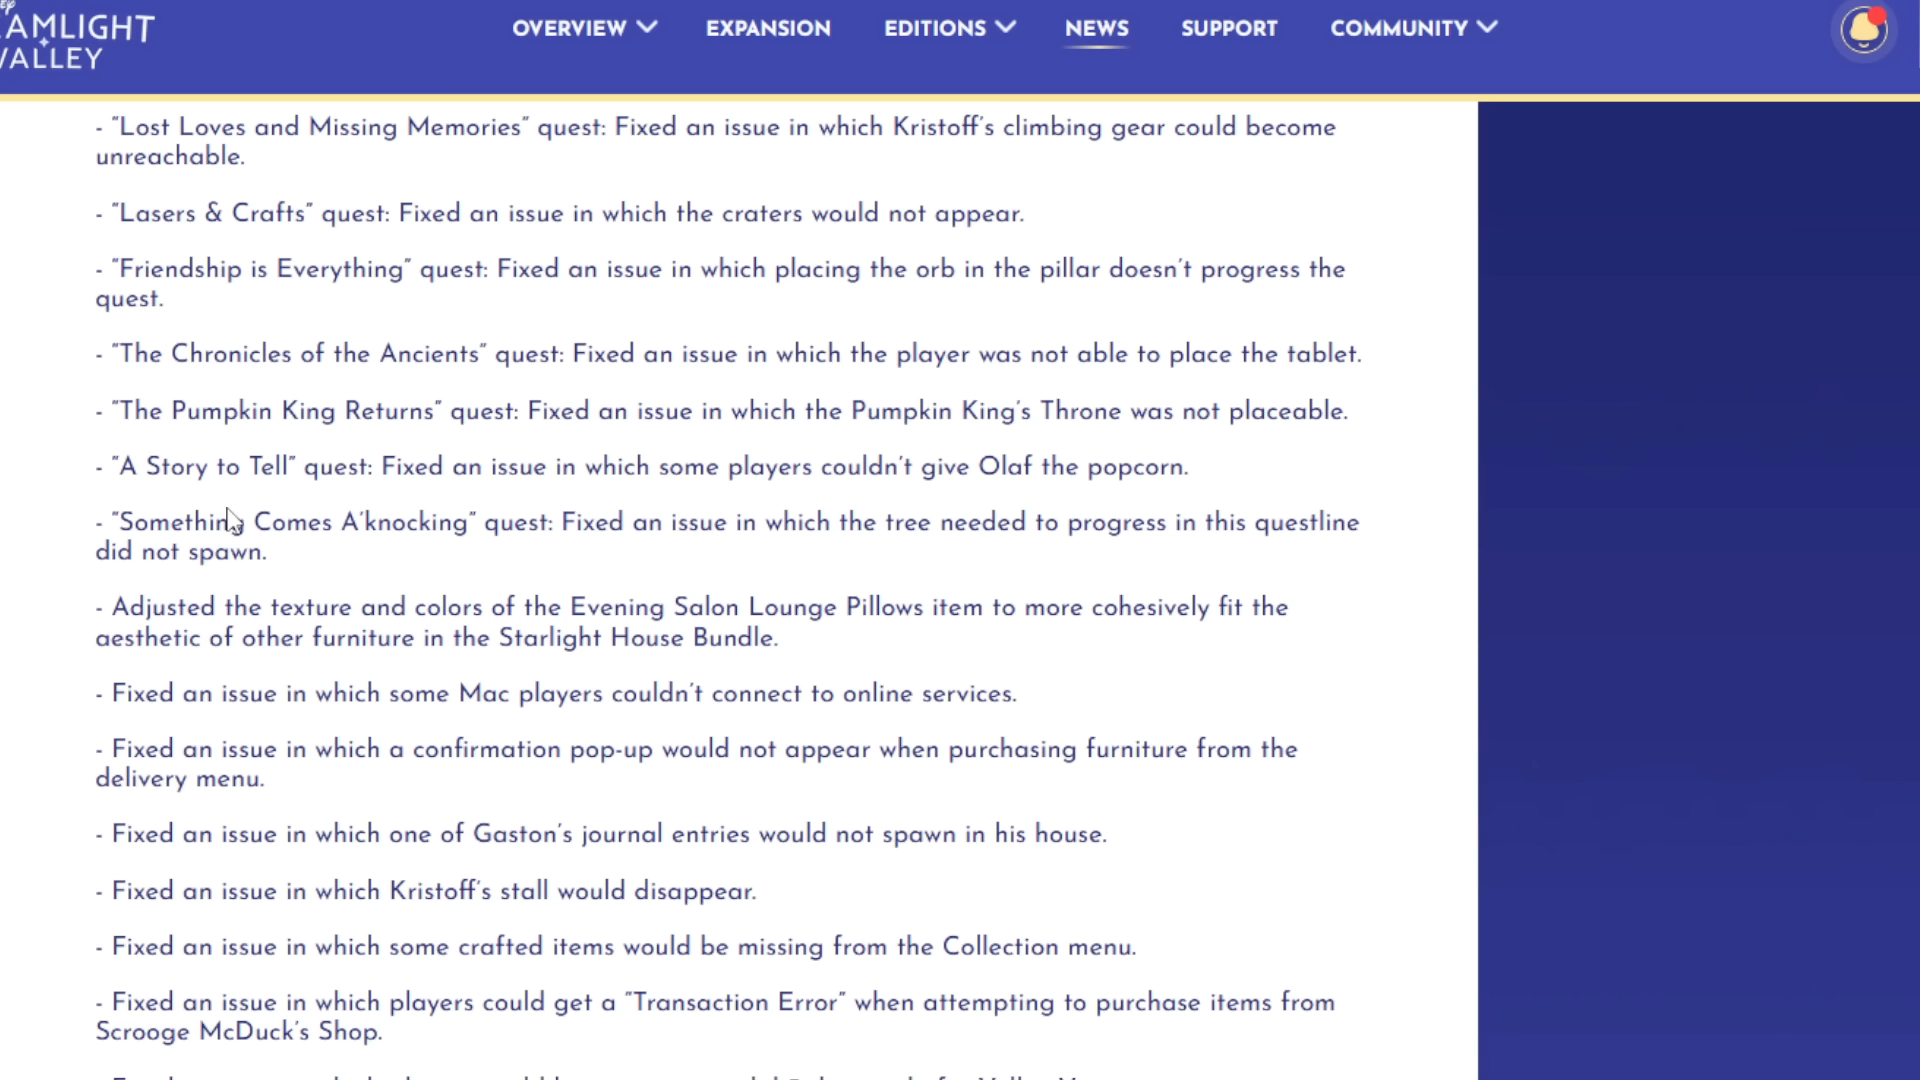 AMLIGHT
VALLEY
OVERVIEW
EXPANSION
EDITIONS
NEWS
SUPPORT
COMMUNITY
- “Lost Loves and Missing Memories” quest: Fixed an issue in which Kristoff’s climbing gear could become
unreachable.
- “Lasers & Crafts” quest: Fixed an issue in which the craters would not appear.
- “Friendship is Everything” quest: Fixed an issue in which placing the orb in the pillar doesn’t progress the
quest.
- “The Chronicles of the Ancients” quest: Fixed an issue in which the player was not able to place the tablet.
- “The Pumpkin King Returns” quest: Fixed an issue in which the Pumpkin King’s Throne was not placeable.
- “A Story to Tell” quest: Fixed an issue in which some players couldn’t give Olaf the popcorn.
- “Something Comes A’knocking” quest: Fixed an issue in which the tree needed to progress in this questline
did not spawn.
- Adjusted the texture and colors of the Evening Salon Lounge Pillows item to more cohesively fit the
aesthetic of other furniture in the Starlight House Bundle.
- Fixed an issue in which some Mac players couldn’t connect to online services.
- Fixed an issue in which a confirmation pop-up would not appear when purchasing furniture from the
delivery menu.
- Fixed an issue in which one of Gaston’s journal entries would not spawn in his house.
- Fixed an issue in which Kristoff’s stall would disappear.
- Fixed an issue in which some crafted items would be missing from the Collection menu.
- Fixed an issue in which players could get a “Transaction Error” when attempting to purchase items from
Scrooge McDuck’s Shop.